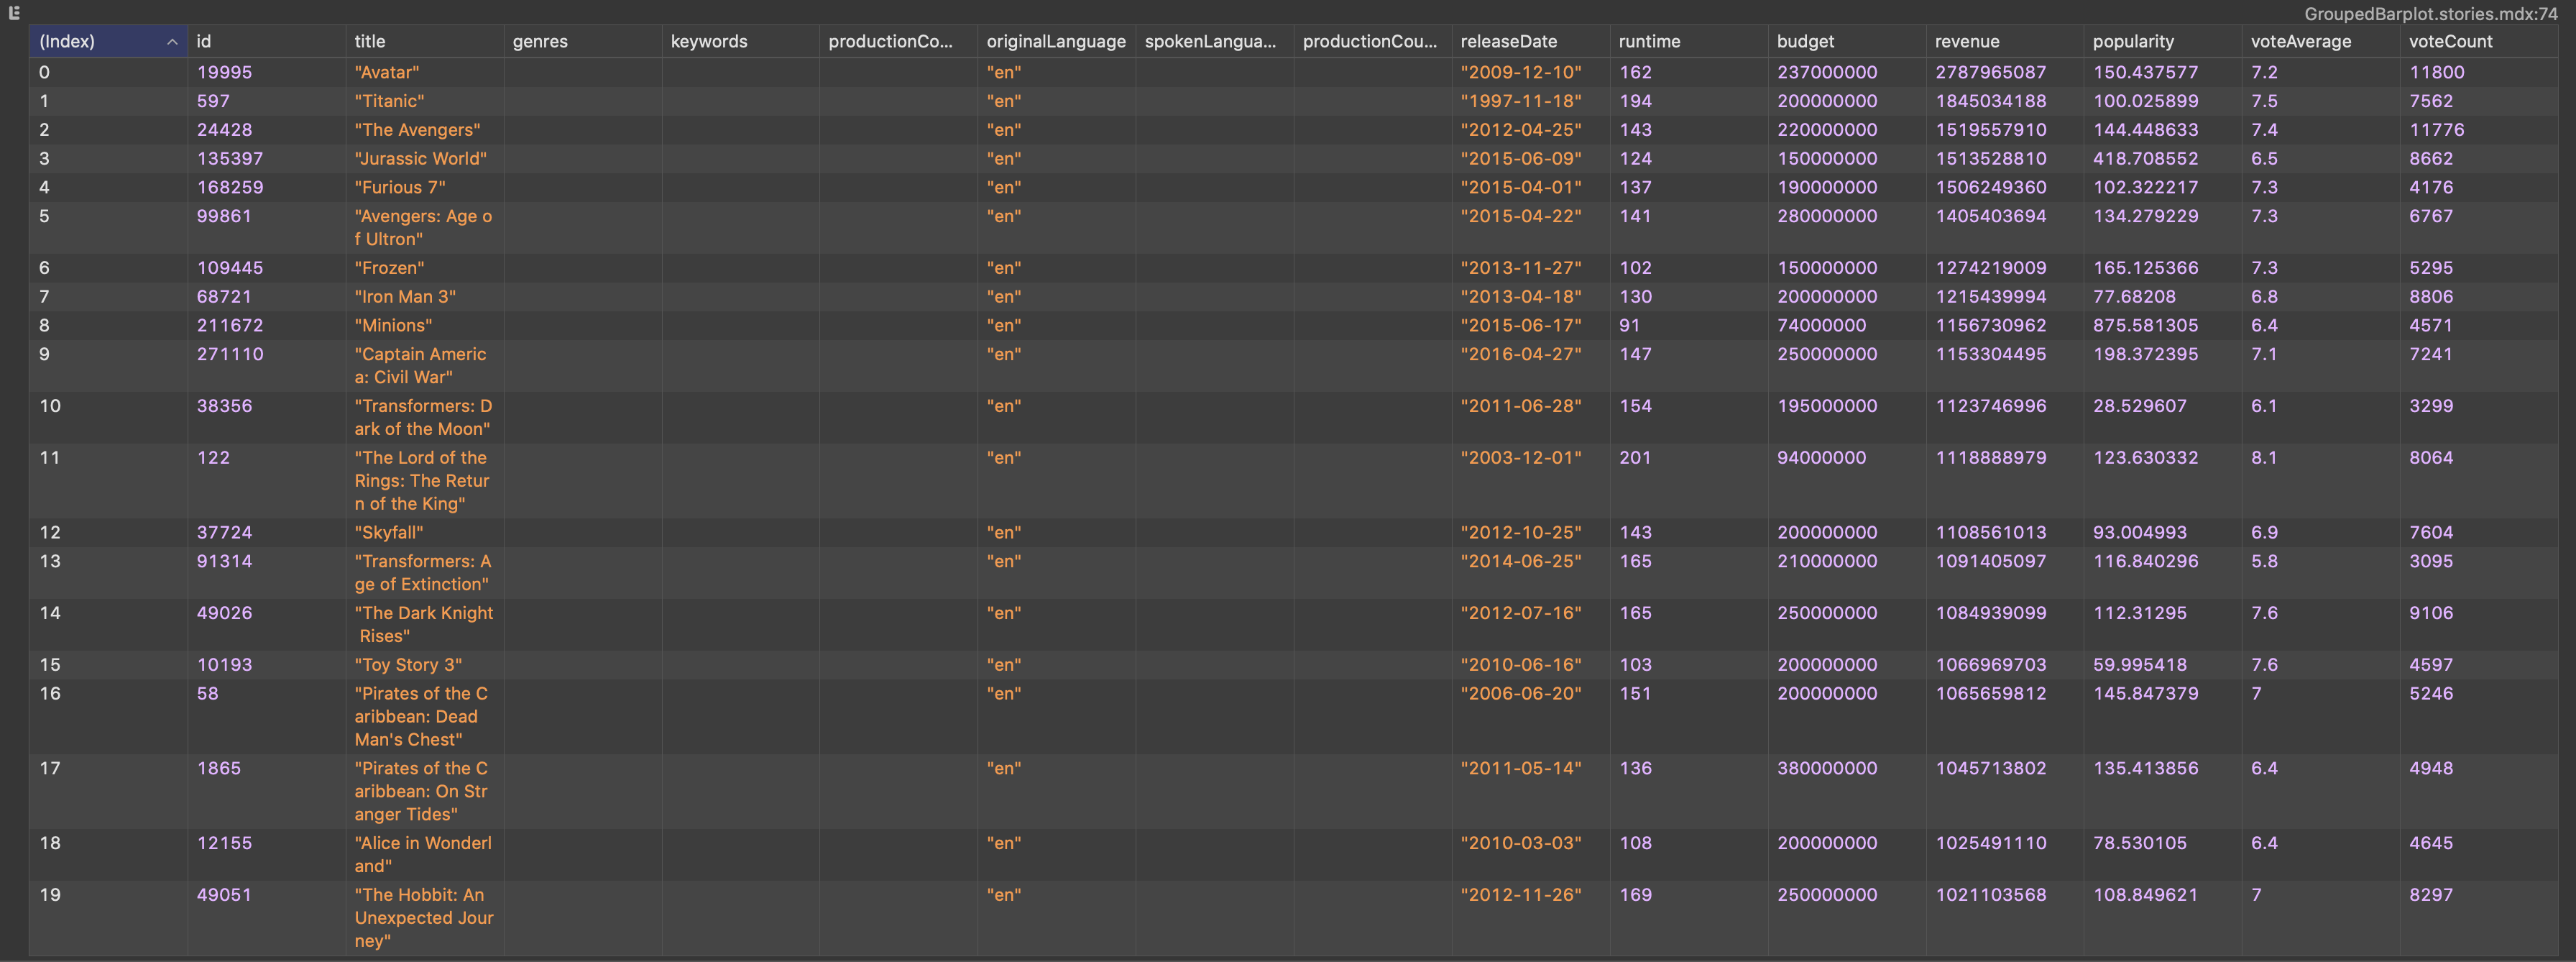 GroupedBarplot.stories.mdx:74
(Index) id title genres keywords productionCo... originalLanguage spokenLangua... productionCou... releaseDate runtime budget revenue popularity voteAverage voteCount
0 19995 "Avatar" "en" "2009-12-10" 162 237000000 2787965087 150.437577 7.2 11800
1 597 "Titanic" "en" "1997-11-18" 194 200000000 1845034188 100.025899 7.5 7562
2 24428 "The Avengers" "en" "2012-04-25" 143 220000000 1519557910 144.448633 7.4 11776
3 135397 "Jurassic World" "en" "2015-06-09" 124 150000000 1513528810 418.708552 6.5 8662
4 168259 "Furious 7" "en" "2015-04-01" 137 190000000 1506249360 102.322217 7.3 4176
5 99861 "Avengers: Age o "en" "2015-04-22" 141 280000000 1405403694 134.279229 7.3 6767
f Ultron"
6 109445 "Frozen" "en" "2013-11-27" 102 150000000 1274219009 165.125366 7.3 5295
7 68721 "Iron Man 3" "en" "2013-04-18" 130 200000000 1215439994 77.68208 6.8 8806
8 211672 "Minions" "en" "2015-06-17" 91 74000000 1156730962 875.581305 6.4 4571
9 271110 "Captain Americ "en" "2016-04-27" 147 250000000 1153304495 198.372395 7.1 7241
a: Civil War"
10 38356 "Transformers: D "en" "2011-06-28" 154 195000000 1123746996 28.529607 6.1 3299
ark of the Moon"
11 122 "The Lord of the "en" "2003-12-01" 201 94000000 1118888979 123.630332 8.1 8064
Rings: The Retur
n of the King"
12 37724 "Skyfall" "en" "2012-10-25" 143 200000000 1108561013 93.004993 6.9 7604
13 91314 "Transformers: A "en" "2014-06-25" 165 210000000 1091405097 116.840296 5.8 3095
ge of Extinction"
14 49026 "The Dark Knight "en" "2012-07-16" 165 250000000 1084939099 112.31295 7.6 9106
Rises"
15 10193 "Toy Story 3" "en" "2010-06-16" 103 200000000 1066969703 59.995418 7.6 4597
16 58 "Pirates of the C "en" "2006-06-20" 151 200000000 1065659812 145.847379 7 5246
aribbean: Dead
Man's Chest"
17 1865 "Pirates of the C "en" "2011-05-14" 136 380000000 1045713802 135.413856 6.4 4948
aribbean: On Str
anger Tides"
18 12155 "Alice in Wonderl "en" "2010-03-03" 108 200000000 1025491110 78.530105 6.4 4645
and"
19 49051 "The Hobbit: An "en" "2012-11-26" 169 250000000 1021103568 108.849621 7 8297
Unexpected Jour
ney"